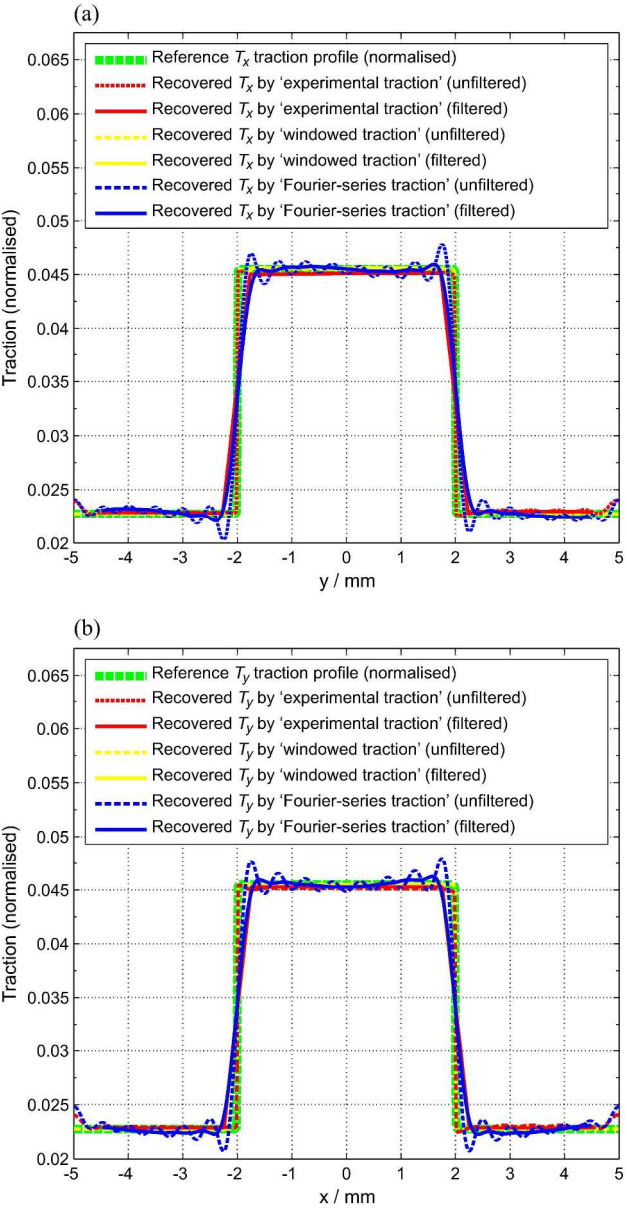 (a)
0.065
0.06
0.055
0.05
0.045
0.04
0.035
0.03
0.025
0.02
Traction (normalised)
Reference Tx traction profile (normalised)
Recovered Tx by ‘experimental traction’ (unfiltered)
Recovered Tx by ‘experimental traction’ (filtered)
Recovered Tx by ‘windowed traction’ (unfiltered)
Recovered Tx by ‘windowed traction’ (filtered)
Recovered Tx by ‘Fourier-series traction’ (unfiltered)
Recovered Tx by ‘Fourier-series traction’ (filtered)
-5 -4 -3 -2 -1 0 1 2 3 4 5
y / mm
(b)
0.065
0.06
0.055
0.05
0.045
0.04
0.035
0.03
0.025
0.02
Traction (normalised)
Reference Ty traction profile (normalised)
Recovered Ty by ‘experimental traction’ (unfiltered)
Recovered Ty by ‘experimental traction’ (filtered)
Recovered Ty by ‘windowed traction’ (unfiltered)
Recovered Ty by ‘windowed traction’ (filtered)
Recovered Ty by ‘Fourier-series traction’ (unfiltered)
Recovered Ty by ‘Fourier-series traction’ (filtered)
-5 -4 -3 -2 -1 0 1 2 3 4 5
x / mm